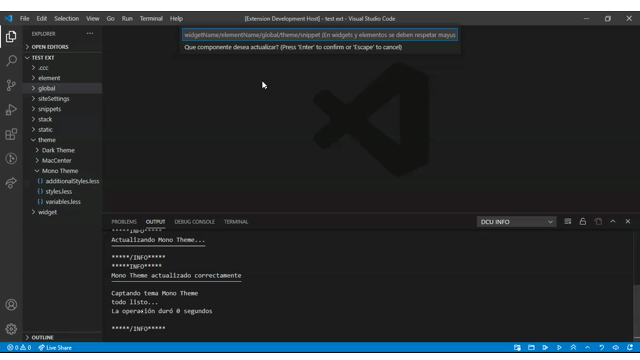 File Edit Selection View Go Run Terminal Help
[Extension Development Host] - test ext - Visual Studio Code
EXPLORER
OPEN EDITORS
TEST EXT
.ccc
element
global
siteSettings
snippets
stack
static
theme
Dark Theme
MacCenter
Mono Theme
additionalStyles.less
styles.less
variables.less
widget
OUTLINE
widgetName/elementName/global/theme/snippet (En widgets y elementos se deben respetar mayus
Que componente desea actualizar? (Press 'Enter' to confirm or 'Escape' to cancel)
PROBLEMS OUTPUT DEBUG CONSOLE TERMINAL
DCU INFO
*****INFO*****
Actualizando Mono Theme...
*****/INFO*****
*****INFO*****
Mono Theme actualizado correctamente
Captando tema Mono Theme
todo listo...
La operación duró 0 segundos
*****/INFO*****
0 0 Live Share